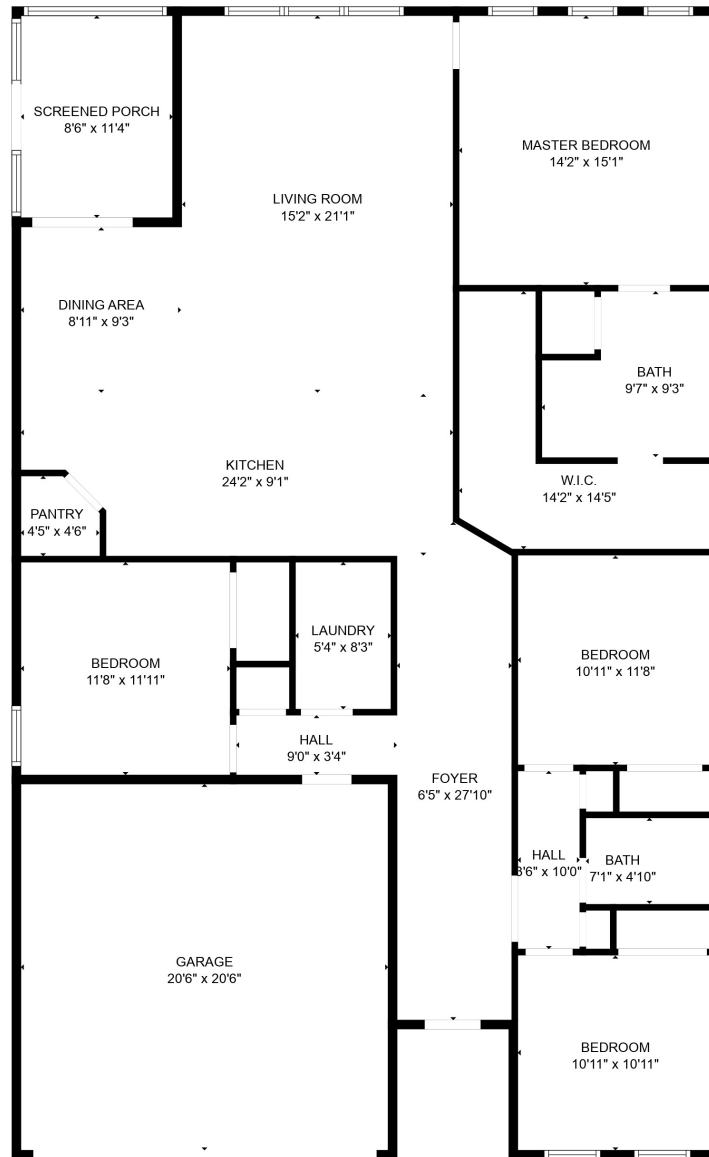 SCREENED PORCH
8'6" x 11'4"
LIVING ROOM
15'2" x 21'1"
MASTER BEDROOM
14'2" x 15'1"
DINING AREA
8'11" x 9'3"
BATH
9'7" x 9'3"
KITCHEN
24'2" x 9'1"
W.I.C.
14'2" x 14'5"
PANTRY
4'5" x 4'6"
BEDROOM
11'8" x 11'11"
LAUNDRY
5'4" x 8'3"
BEDROOM
10'11" x 11'8"
HALL
9'0" x 3'4"
FOYER
6'5" x 27'10"
HALL
3'6" x 10'0"
BATH
7'1" x 4'10"
GARAGE
20'6" x 20'6"
BEDROOM
10'11" x 10'11"